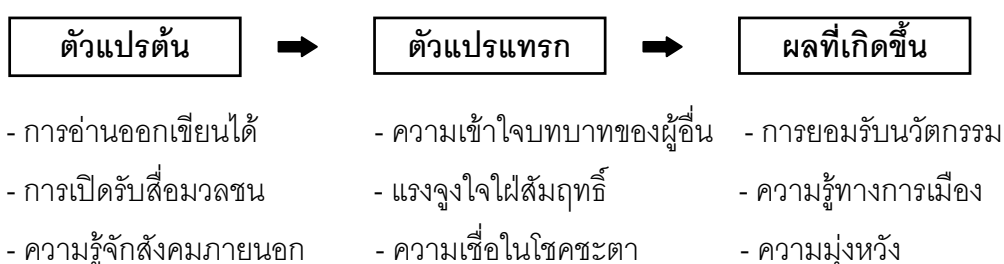 ตัวแปรต้น ตัวแปรแทรก ผลที่เกิดขึ้น
- การอ่านออกเขียนได้ - ความเข้าใจบทบาทของผู้อื่น - การยอมรับนวัตกรรม
- การเปิดรับสื่อมวลชน - แรงจูงใจใฝ่สัมฤทธิ์ - ความรู้ทางการเมือง
- ความรู้จักสังคมภายนอก - ความเชื่อในโชคชะตา - ความมุ่งหวัง